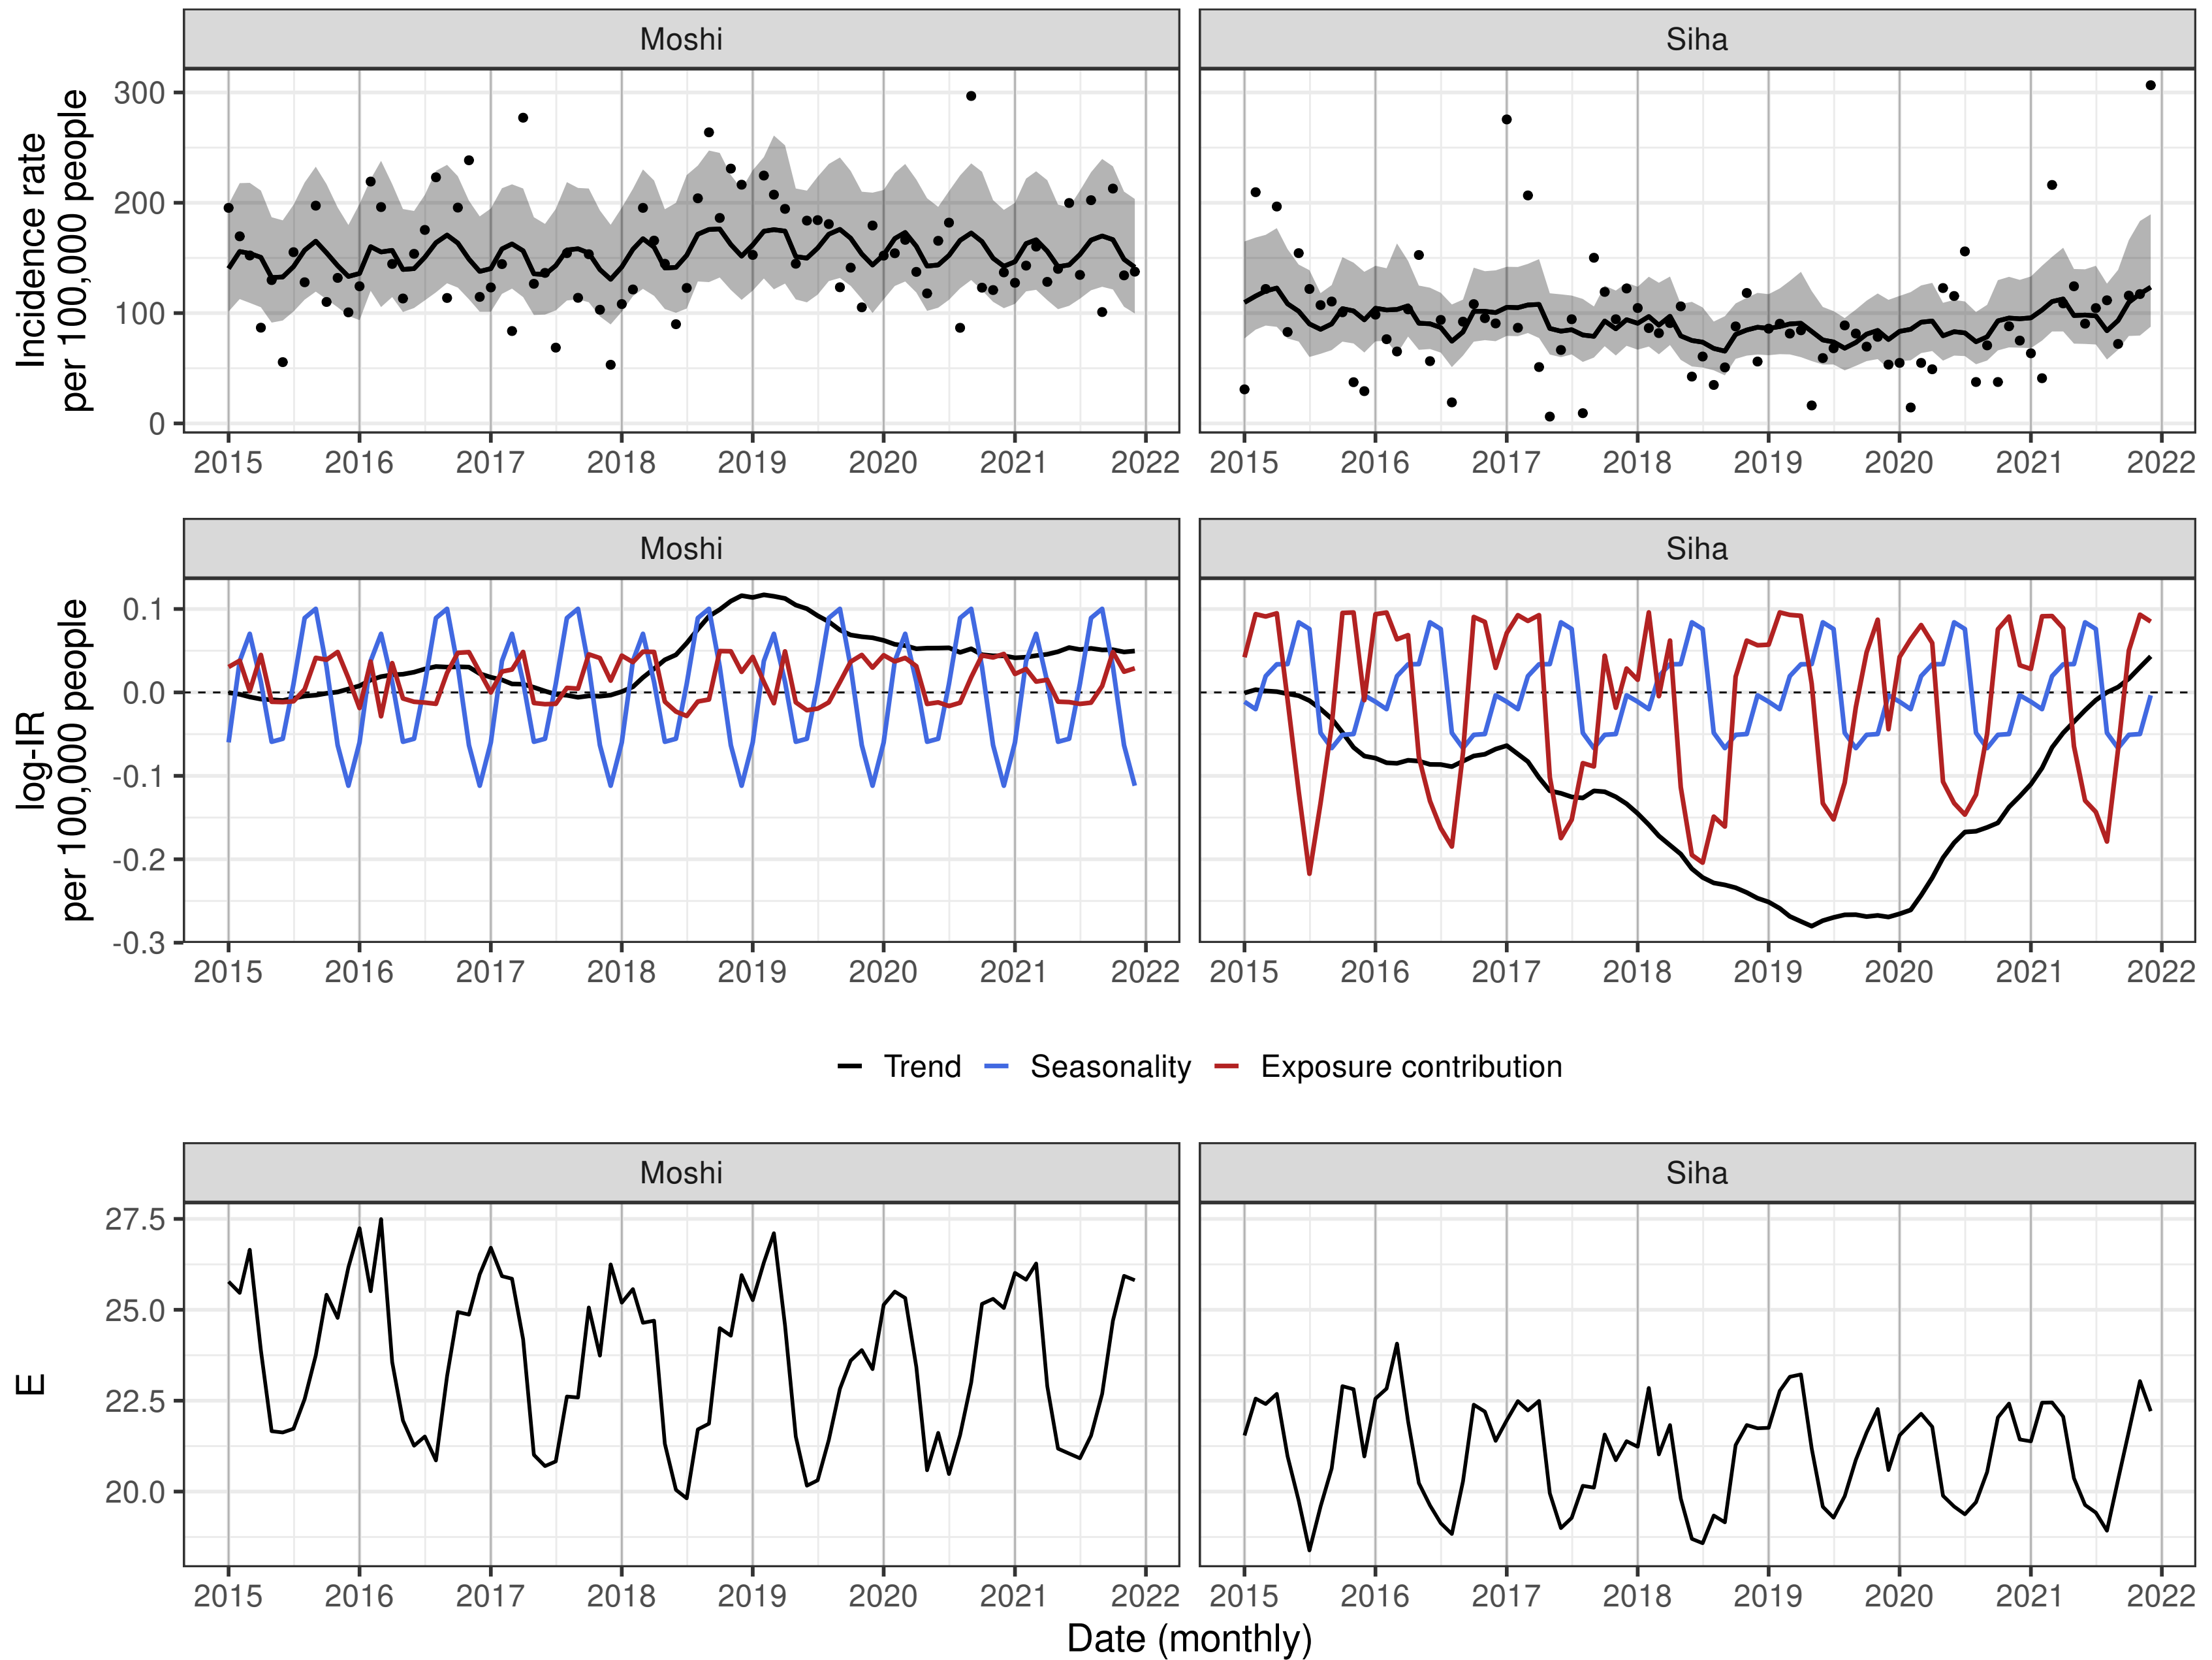 Moshi
Siha
Incidence rate
per 100,000 people
300
200
100
0
2015 2016 2017 2018 2019 2020 2021 2022
2015 2016 2017 2018 2019 2020 2021 2022
Moshi
Siha
log-IR
per 100,000 people
0.1
0.0
-0.1
-0.2
-0.3
2015 2016 2017 2018 2019 2020 2021 2022
2015 2016 2017 2018 2019 2020 2021 2022
Trend Seasonality Exposure contribution
Moshi
Siha
E
27.5
25.0
22.5
20.0
2015 2016 2017 2018 2019 2020 2021 2022
2015 2016 2017 2018 2019 2020 2021 2022
Date (monthly)